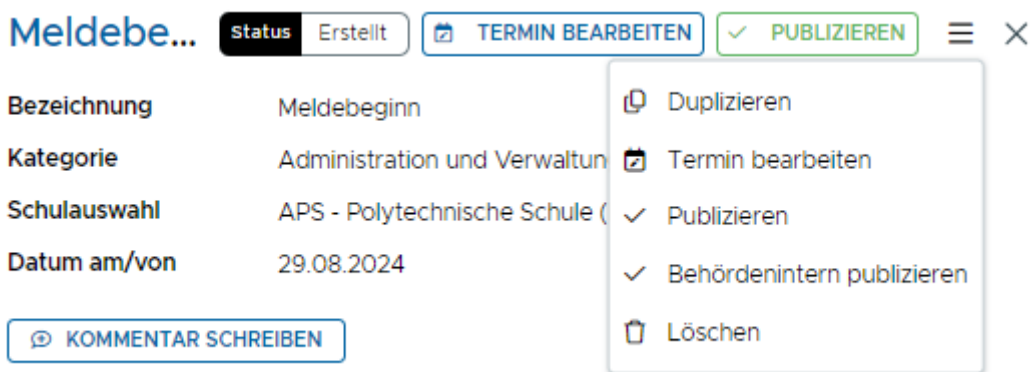 Meldebe... Status Erstellt TERMIN BEARBEITEN PUBLIZIEREN
Bezeichnung Meldebeginn
Kategorie Administration und Verwaltun
Schulauswahl APS - Polytechnische Schule (
Datum am/von 29.08.2024
KOMMENTAR SCHREIBEN
Duplizieren
Termin bearbeiten
Publizieren
Behördenintern publizieren
Löschen